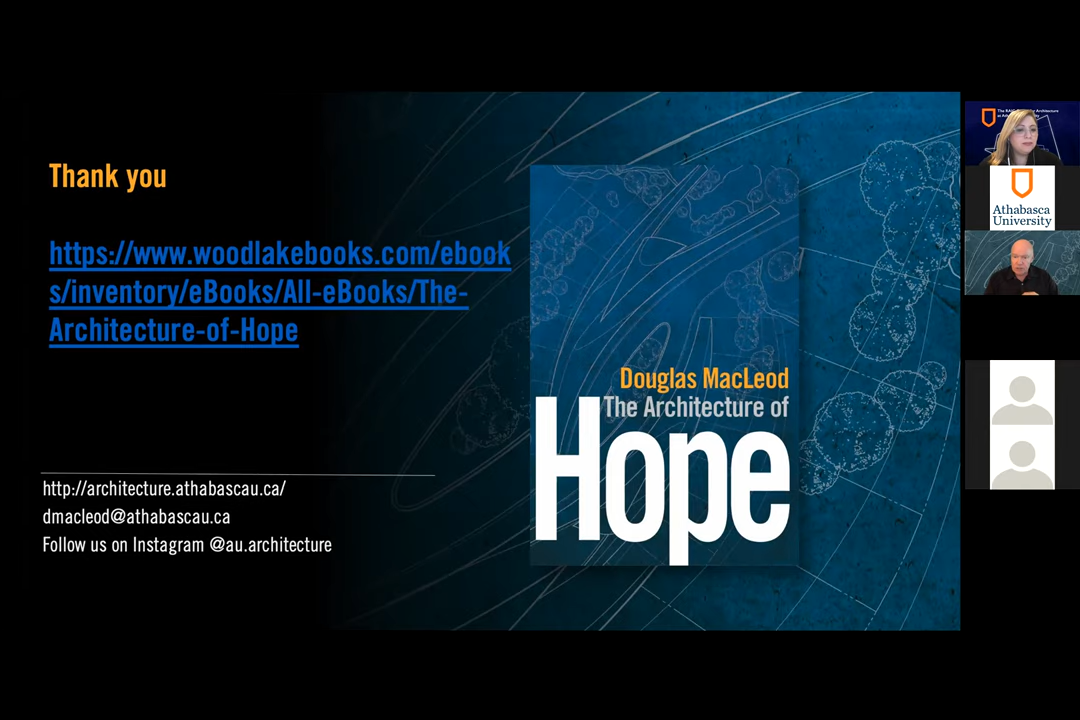 Thank you
https://www.woodlakebooks.com/ebook
s/inventory/eBooks/All-eBooks/The-
Architecture-of-Hope
http://architecture.athabascau.ca/
dmacleod@athabascau.ca
Follow us on Instagram @au.architecture
Douglas MacLeod
The Architecture of
Hope
Athabasca
University